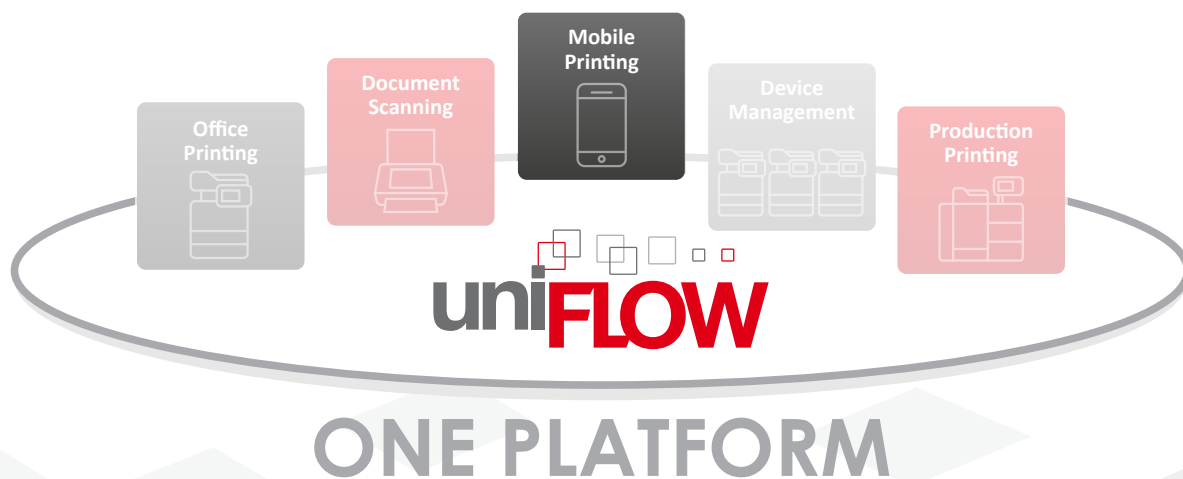 Mobile
Printing
Document
Scanning
Device
Management
Office
Printing
Production
Printing
uniFLOW
ONE PLATFORM